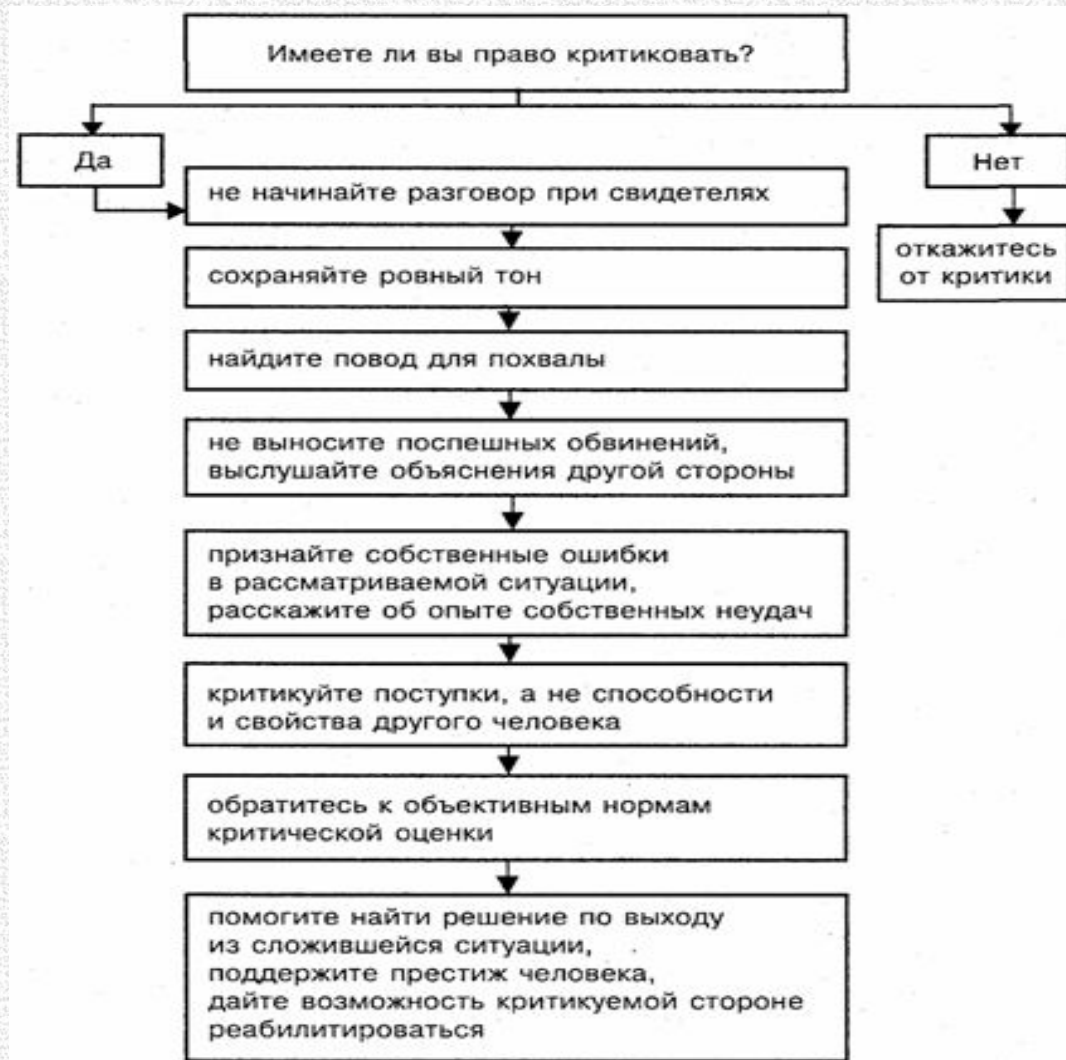 Имеете ли вы право критиковать?
Да
Нет
не начинайте разговор при свидетелях
откажитесь
от критики
сохраняйте ровный тон
найдите повод для похвалы
не выносите поспешных обвинений,
выслушайте объяснения другой стороны
признайте собственные ошибки
в рассматриваемой ситуации,
расскажите об опыте собственных неудач
критикуйте поступки, а не способности
и свойства другого человека
обратитесь к объективным нормам
критической оценки
помогите найти решение по выходу
из сложившейся ситуации,
поддержите престиж человека,
дайте возможность критикуемой стороне
реабилитироваться